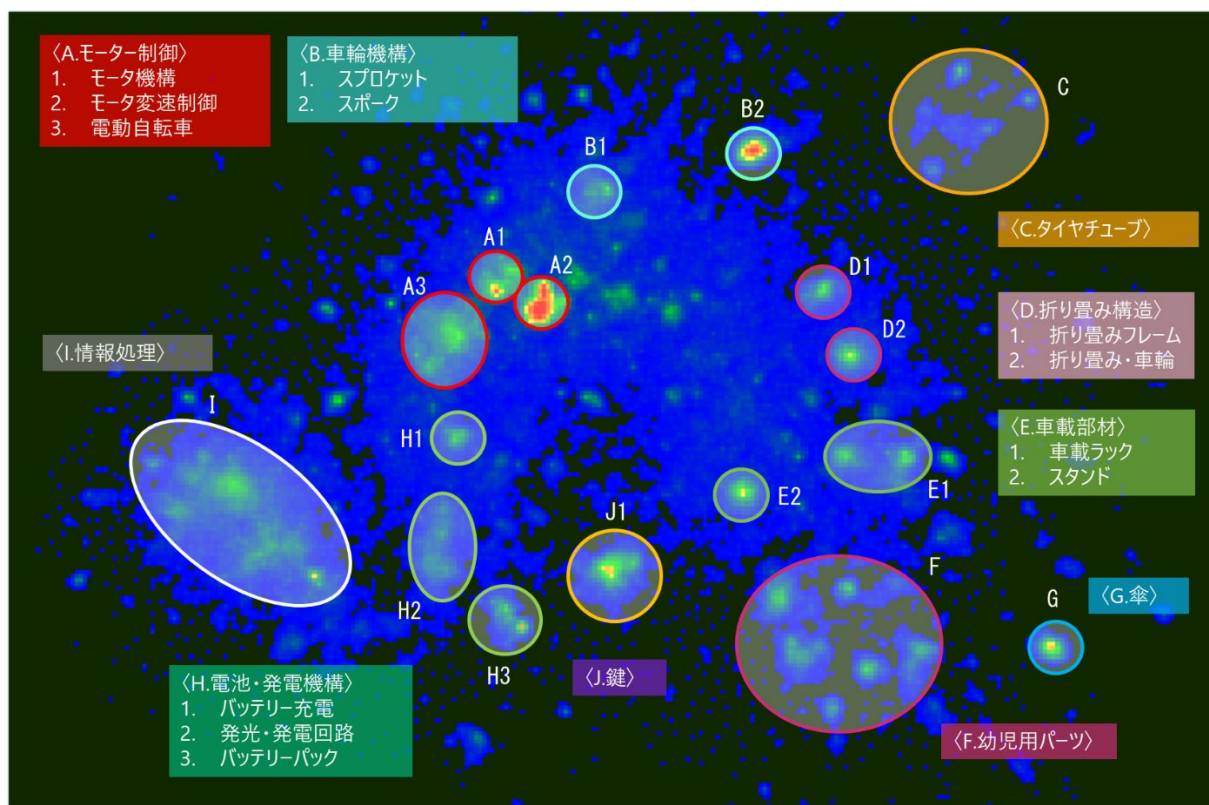 〈A.モーター制御〉
1. モータ機構
2. モータ変速制御
3. 電動自転車
〈B.車輪機構〉
1. スプロケット
2. スポーク
C
B2
B1
〈C.タイヤチューブ〉
A1
A2
A3
D1
D2
〈D.折り畳み構造〉
1. 折り畳みフレーム
2. 折り畳み・車輪
〈I.情報処理〉
I
H1
〈E.車載部材〉
1. 車載ラック
2. スタンド
E1
E2
J1
H2
H3
F
G
〈G.傘〉
〈H.電池・発電機構〉
1. バッテリー充電
2. 発光・発電回路
3. バッテリーパック
〈J.鍵〉
〈F.幼児用パーツ〉